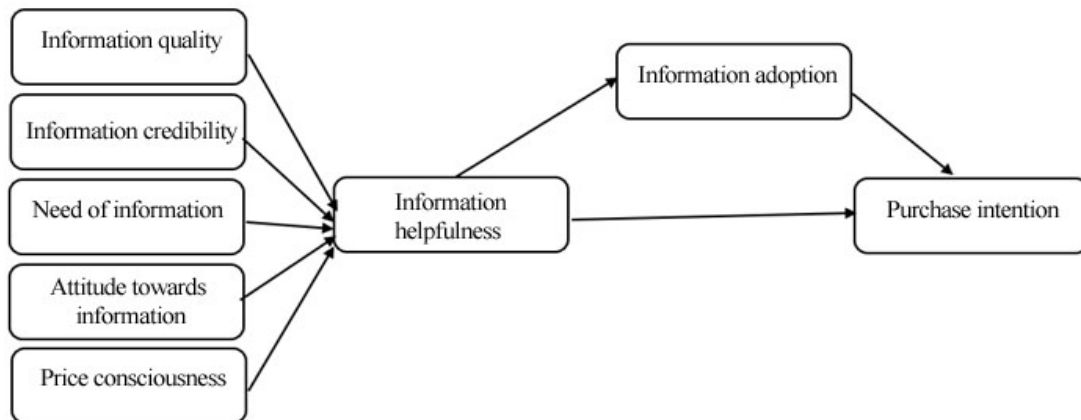 Information quality
Information credibility
Need of information
Attitude towards
information
Price consciousness
Information
helpfulness
Information adoption
Purchase intention